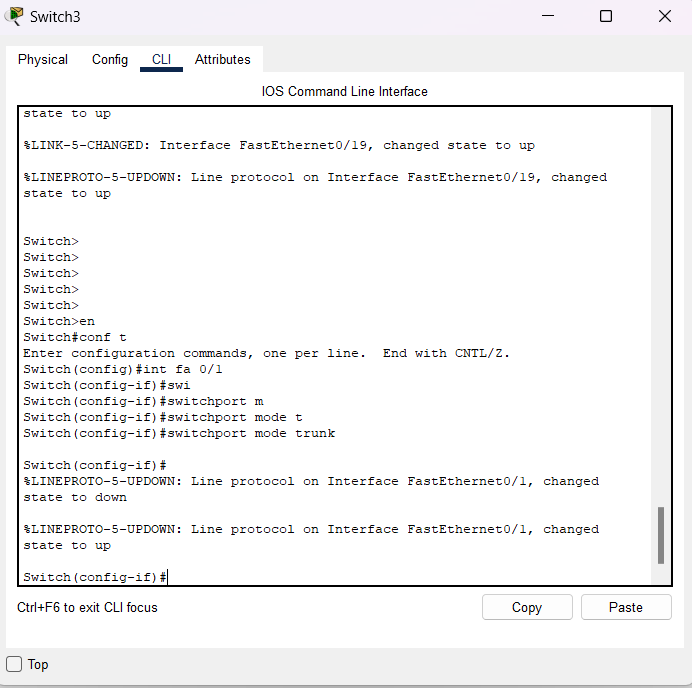 Switch3
Physical Config CLI Attributes
IOS Command Line Interface
state to up
%LINK-5-CHANGED: Interface FastEthernet0/19, changed state to up
%LINEPROTO-5-UPDOWN: Line protocol on Interface FastEthernet0/19, changed
state to up
Switch>
Switch>
Switch>
Switch>
Switch>
Switch>en
Switch#conf t
Enter configuration commands, one per line.  End with CNTL/Z.
Switch(config)#int fa 0/1
Switch(config-if)#swi
Switch(config-if)#switchport m
Switch(config-if)#switchport mode t
Switch(config-if)#switchport mode trunk
Switch(config-if)#
%LINEPROTO-5-UPDOWN: Line protocol on Interface FastEthernet0/1, changed
state to down
%LINEPROTO-5-UPDOWN: Line protocol on Interface FastEthernet0/1, changed
state to up
Switch(config-if)#
Ctrl+F6 to exit CLI focus
Copy Paste
Top